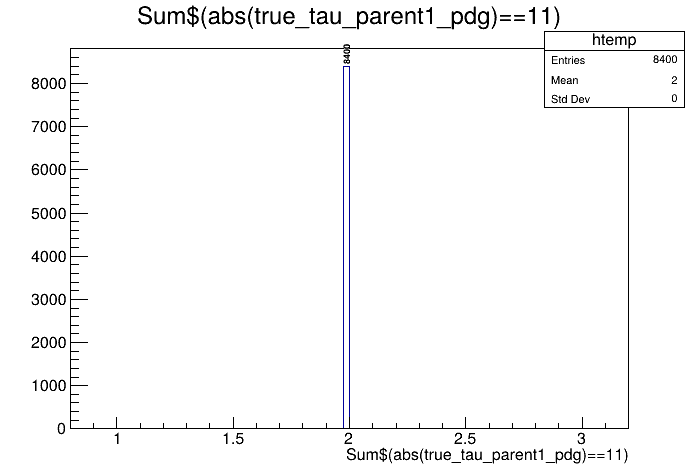 Sum$(abs(true_tau_parent1_pdg)==11)
htemp
Entries 8400
Mean 2
Std Dev 0
8400
8000
7000
6000
5000
4000
3000
2000
1000
0
1 1.5 2 2.5 3
Sum$(abs(true_tau_parent1_pdg)==11)